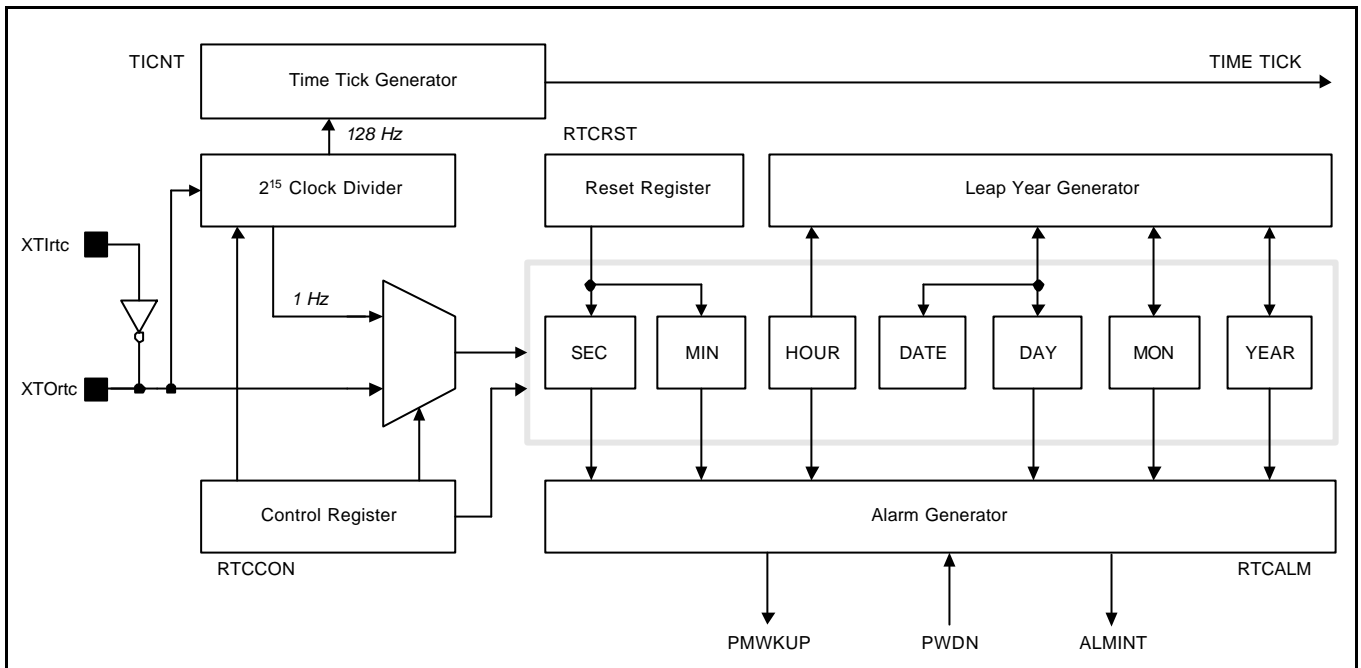 TICNT
Time Tick Generator
TIME TICK
128 Hz
RTCRST
2¹⁵ Clock Divider
Reset Register
Leap Year Generator
XTIrtc
1 Hz
SEC
MIN
HOUR
DATE
DAY
MON
YEAR
XTOrtc
Control Register
Alarm Generator
RTCCON
RTCALM
PMWKUP
PWDN
ALMINT